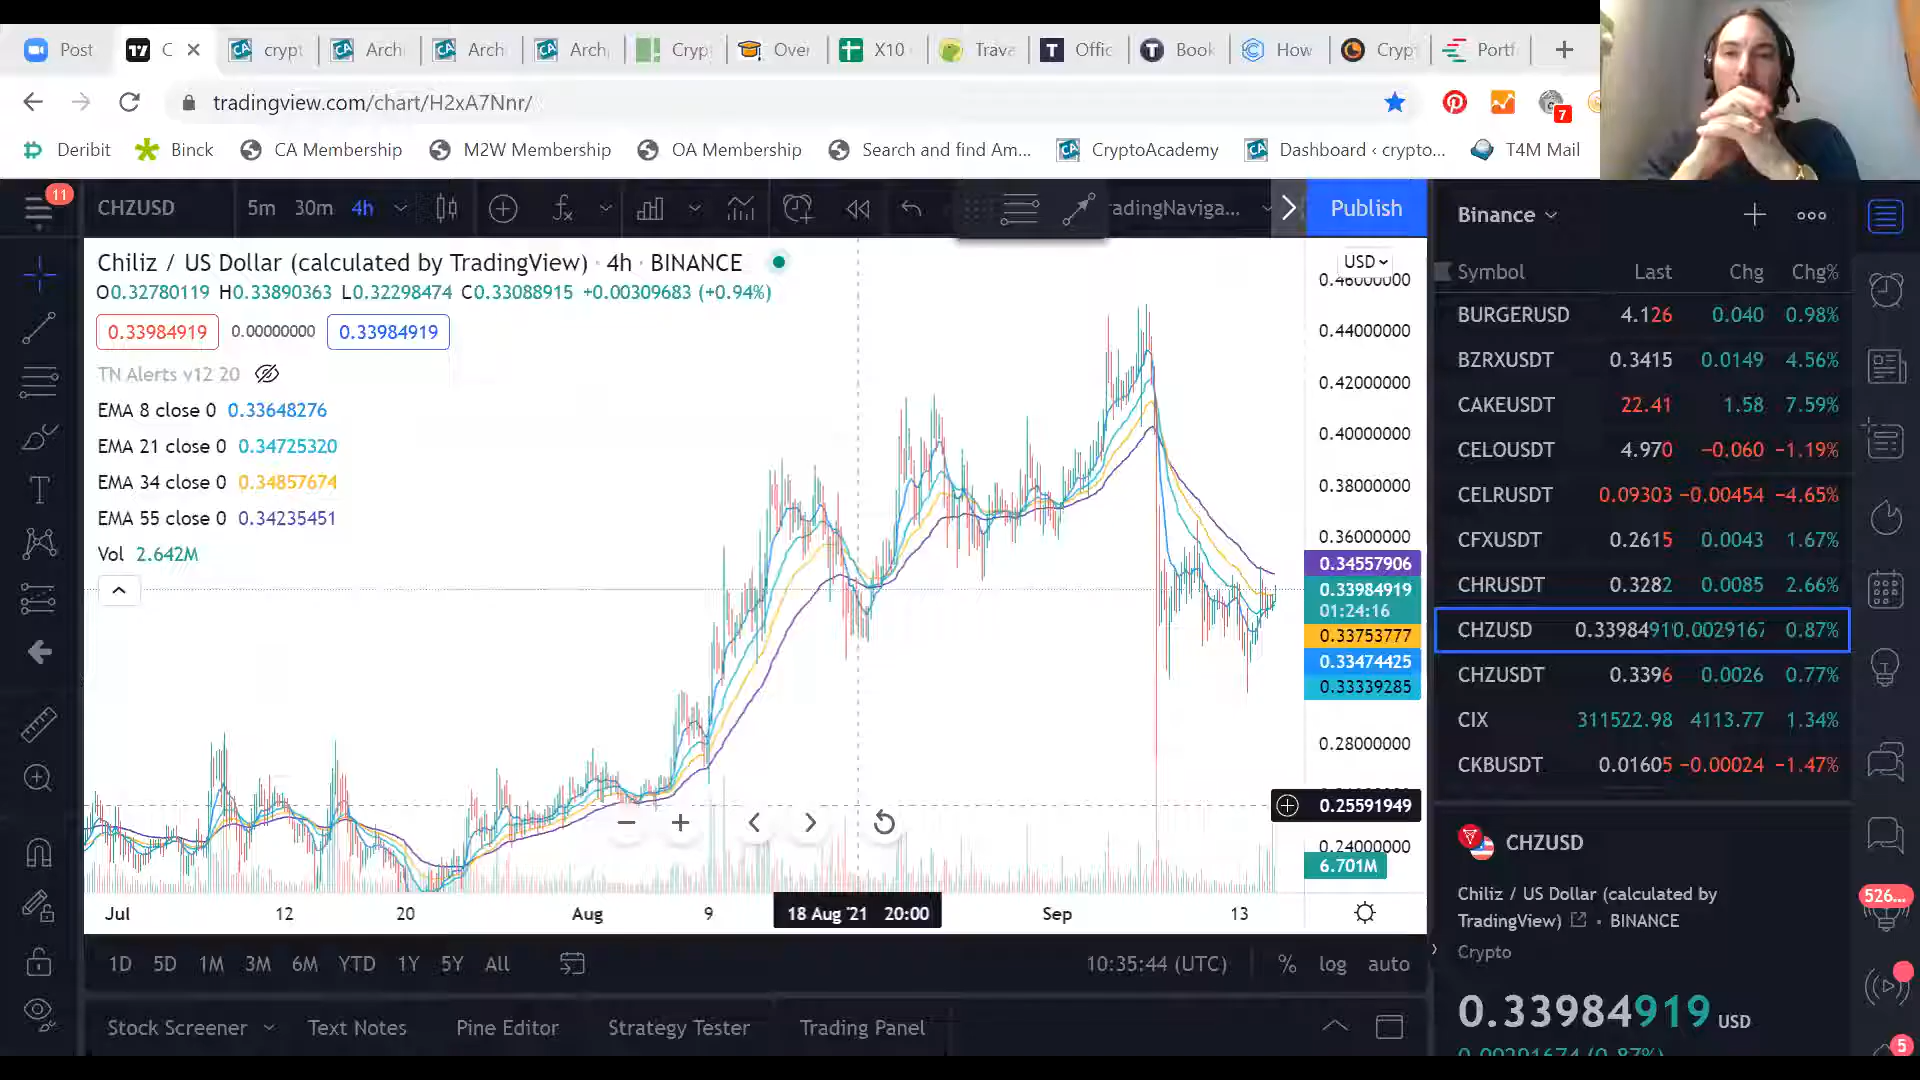 Post C crypt Arch Arch Arch Cryp Over X10 Trava Offic Book How Crypt Portf
tradingview.com/chart/H2xA7Nnr/
7
Deribit Binck CA Membership M2W Membership OA Membership Search and find Am... CryptoAcademy Dashboard ‹ crypto... T4M Mail
11
CHZUSD 5m 30m 4h radingNaviga... Publish
Chiliz / US Dollar (calculated by TradingView) · 4h · BINANCE
O0.32780119 H0.33890363 L0.32298474 C0.33088915 +0.00309683 (+0.94%)
0.33984919 0.00000000 0.33984919
TN Alerts v12 20
EMA 8 close 0 0.33648276
EMA 21 close 0 0.34725320
EMA 34 close 0 0.34857674
EMA 55 close 0 0.34235451
Vol 2.642M
USD
0.46000000
0.44000000
0.42000000
0.40000000
0.38000000
0.36000000
0.34557906
0.33984919
01:24:16
0.33753777
0.33474425
0.33339285
0.28000000
0.25591949
0.24000000
6.701M
Jul 12 20 Aug 9 18 Aug '21 20:00 Sep 13
1D 5D 1M 3M 6M YTD 1Y 5Y All 10:35:44 (UTC) % log auto
Stock Screener Text Notes Pine Editor Strategy Tester Trading Panel
Binance
Symbol Last Chg Chg%
BURGERUSD 4.126 0.040 0.98%
BZRXUSDT 0.3415 0.0149 4.56%
CAKEUSDT 22.41 1.58 7.59%
CELOUSDT 4.970 −0.060 −1.19%
CELRUSDT 0.09303 −0.00454 −4.65%
CFXUSDT 0.2615 0.0043 1.67%
CHRUSDT 0.3282 0.0085 2.66%
CHZUSD 0.3398491 0.0029167 0.87%
CHZUSDT 0.3396 0.0026 0.77%
CIX 311522.98 4113.77 1.34%
CKBUSDT 0.01605 −0.00024 −1.47%
CHZUSD
Chiliz / US Dollar (calculated by
TradingView) • BINANCE
Crypto
0.33984919 USD
0.00291674 (0.87%)
526...
5